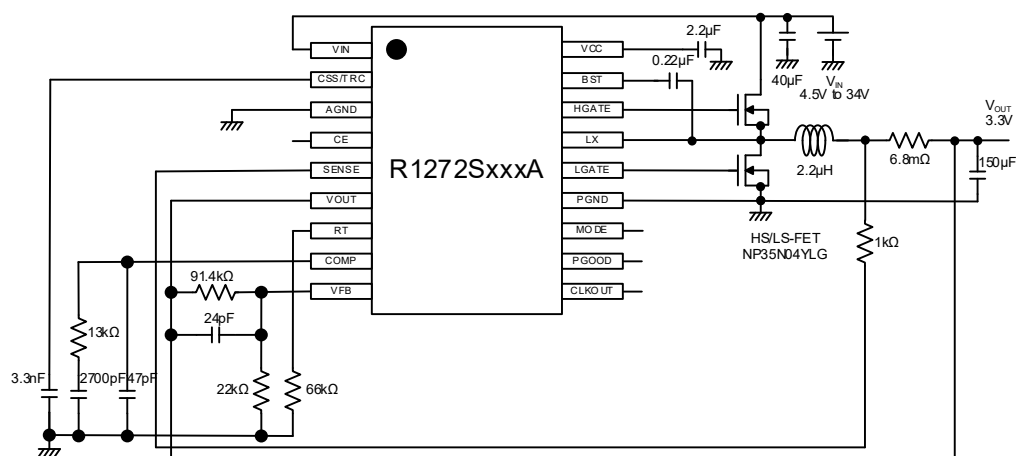 VIN
CSS/TRC
AGND
CE
SENSE
VOUT
RT
COMP
VFB
R1272SxxxA
VCC
BST
HGATE
LX
LGATE
PGND
MODE
PGOOD
CLKOUT
2.2µF
0.22µF
40µF
VIN
4.5V to 34V
VOUT
3.3V
2.2µH
6.8mΩ
150µF
HS/LS-FET
NP35N04YLG
1kΩ
91.4kΩ
24pF
13kΩ
3.3nF
2700pF
47pF
22kΩ
66kΩ